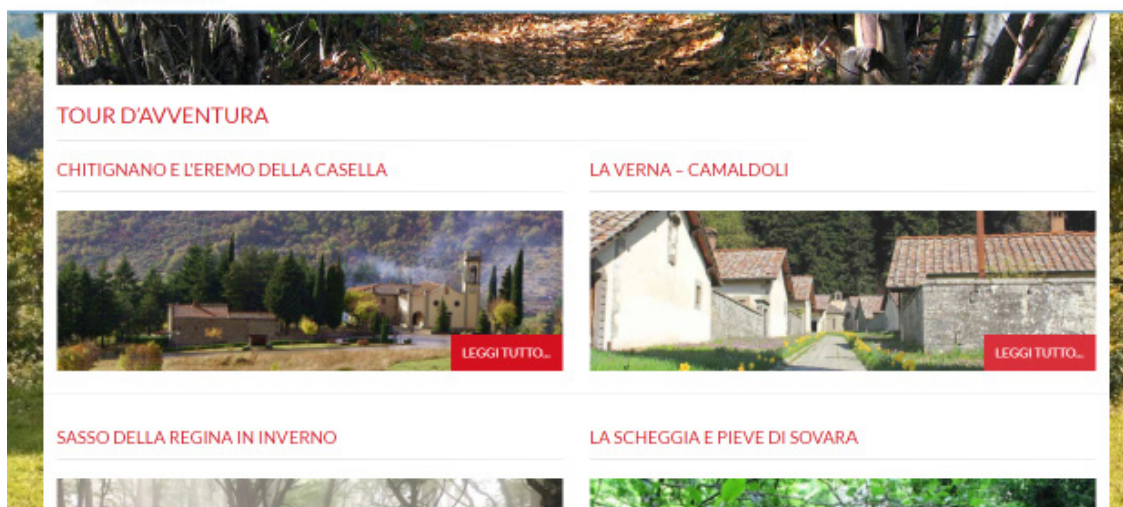 TOUR D'AVVENTURA
CHITIGNANO E L'EREMO DELLA CASELLA
LA VERNA – CAMALDOLI
LEGGI TUTTO...
LEGGI TUTTO...
SASSO DELLA REGINA IN INVERNO
LA SCHEGGIA E PIEVE DI SOVARA